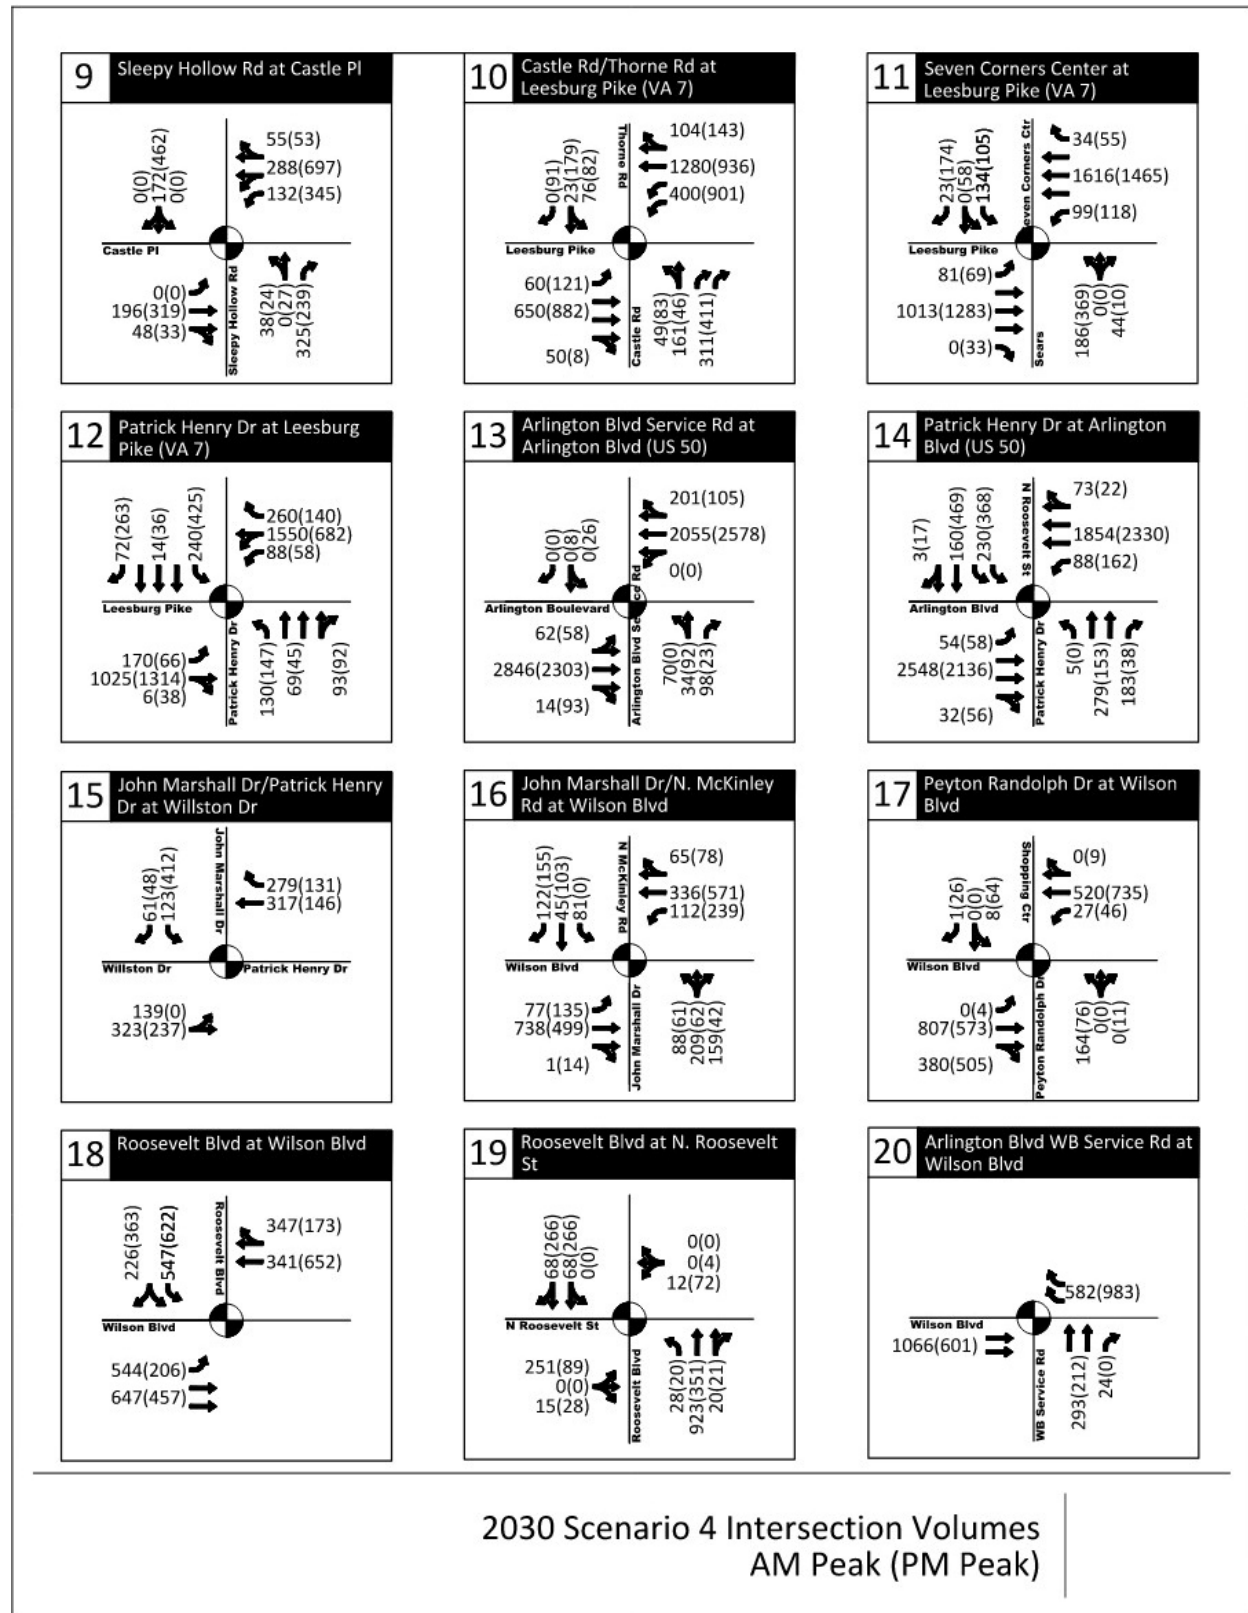 9
Sleepy Hollow Rd at Castle Pl
0(0)
172(462)
0(0)
55(53)
288(697)
132(345)
Castle Pl
Sleepy Hollow Rd
0(0)
196(319)
48(33)
38(24)
0(27)
325(239)
10
Castle Rd/Thorne Rd at
Leesburg Pike (VA 7)
0(91)
23(179)
76(82)
Thorne Rd
104(143)
1280(936)
400(901)
Leesburg Pike
Castle Rd
60(121)
650(882)
50(8)
49(83)
161(46)
311(411)
11
Seven Corners Center at
Leesburg Pike (VA 7)
23(174)
0(58)
134(105)
even Corners Ctr
34(55)
1616(1465)
99(118)
Leesburg Pike
Sears
81(69)
1013(1283)
0(33)
186(369)
0(0)
44(10)
12
Patrick Henry Dr at Leesburg
Pike (VA 7)
72(263)
14(36)
240(425)
260(140)
1550(682)
88(58)
Leesburg Pike
Patrick Henry Dr
170(66)
1025(1314)
6(38)
130(147)
69(45)
93(92)
13
Arlington Blvd Service Rd at
Arlington Blvd (US 50)
0(0)
0(8)
0(26)
201(105)
2055(2578)
0(0)
Arlington Boulevard
Arlington Blvd Service Rd
62(58)
2846(2303)
14(93)
70(0)
34(92)
98(23)
14
Patrick Henry Dr at Arlington
Blvd (US 50)
3(17)
160(469)
230(368)
N Roosevelt St
73(22)
1854(2330)
88(162)
Arlington Blvd
Patrick Henry Dr
54(58)
2548(2136)
32(56)
5(0)
279(153)
183(38)
15
John Marshall Dr/Patrick Henry
Dr at Willston Dr
61(48)
123(412)
John Marshall Dr
279(131)
317(146)
Willston Dr
Patrick Henry Dr
139(0)
323(237)
16
John Marshall Dr/N. McKinley
Rd at Wilson Blvd
122(155)
45(103)
81(0)
N McKinley Rd
65(78)
336(571)
112(239)
Wilson Blvd
John Marshall Dr
77(135)
738(499)
1(14)
88(61)
209(62)
159(42)
17
Peyton Randolph Dr at Wilson
Blvd
1(26)
0(0)
8(64)
Shopping Ctr
0(9)
520(735)
27(46)
Wilson Blvd
Peyton Randolph Dr
0(4)
807(573)
380(505)
164(76)
0(0)
0(11)
18
Roosevelt Blvd at Wilson Blvd
226(363)
547(622)
Roosevelt Blvd
347(173)
341(652)
Wilson Blvd
544(206)
647(457)
19
Roosevelt Blvd at N. Roosevelt
St
68(266)
68(266)
0(0)
0(0)
0(4)
12(72)
N Roosevelt St
Roosevelt Blvd
251(89)
0(0)
15(28)
28(20)
923(351)
20(21)
20
Arlington Blvd WB Service Rd at
Wilson Blvd
582(983)
Wilson Blvd
WB Service Rd
1066(601)
293(212)
24(0)
2030 Scenario 4 Intersection Volumes
AM Peak (PM Peak)